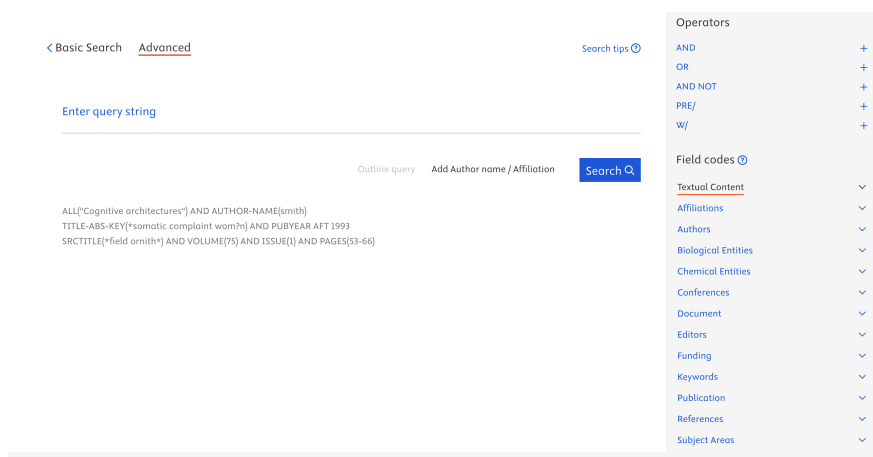 Basic Search Advanced Search tips
Enter query string
Outline query Add Author name / Affiliation Search
ALL("Cognitive architectures") AND AUTHOR-NAME(smith)
TITLE-ABS-KEY(*somatic complaint wom?n) AND PUBYEAR AFT 1993
SRCTITLE(*field ornith*) AND VOLUME(75) AND ISSUE(1) AND PAGES(53-66)
Operators
AND +
OR +
AND NOT +
PRE/ +
W/ +
Field codes
Textual Content
Affiliations
Authors
Biological Entities
Chemical Entities
Conferences
Document
Editors
Funding
Keywords
Publication
References
Subject Areas